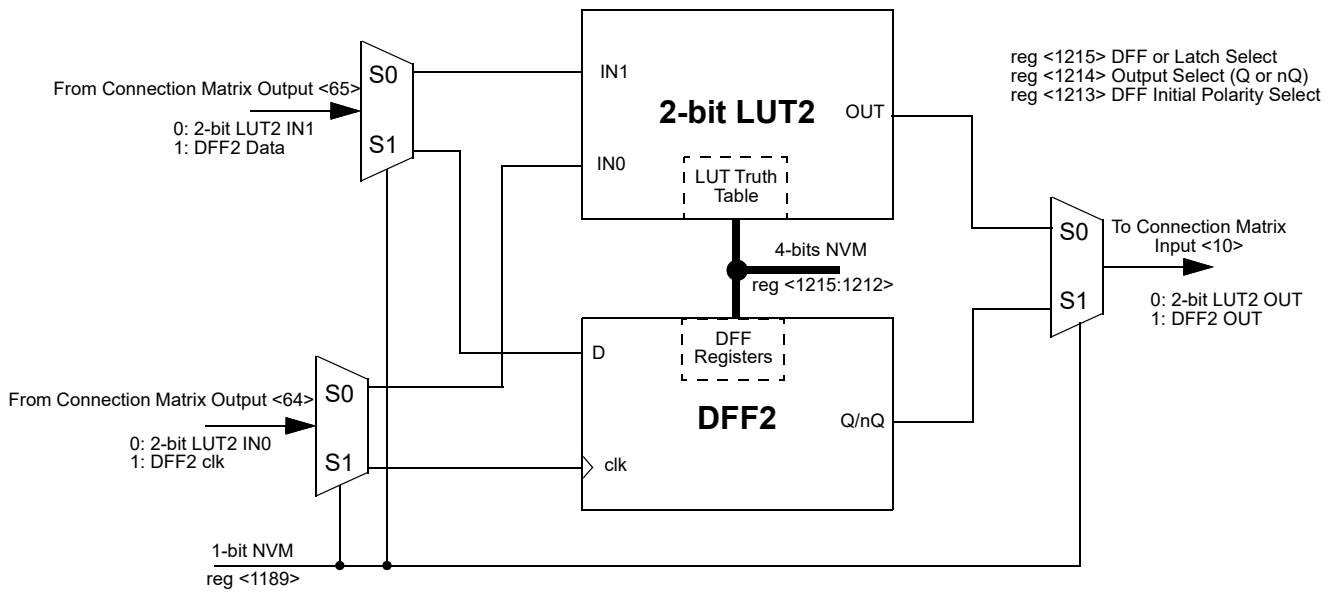 reg <1215> DFF or Latch Select
reg <1214> Output Select (Q or nQ)
reg <1213> DFF Initial Polarity Select
From Connection Matrix Output <65>
0: 2-bit LUT2 IN1
1: DFF2 Data
S0
S1
IN1
IN0
2-bit LUT2
OUT
LUT Truth
Table
4-bits NVM
reg <1215:1212>
S0
S1
To Connection Matrix
Input <10>
0: 2-bit LUT2 OUT
1: DFF2 OUT
From Connection Matrix Output <64>
0: 2-bit LUT2 IN0
1: DFF2 clk
S0
S1
D
clk
DFF
Registers
DFF2
Q/nQ
1-bit NVM
reg <1189>